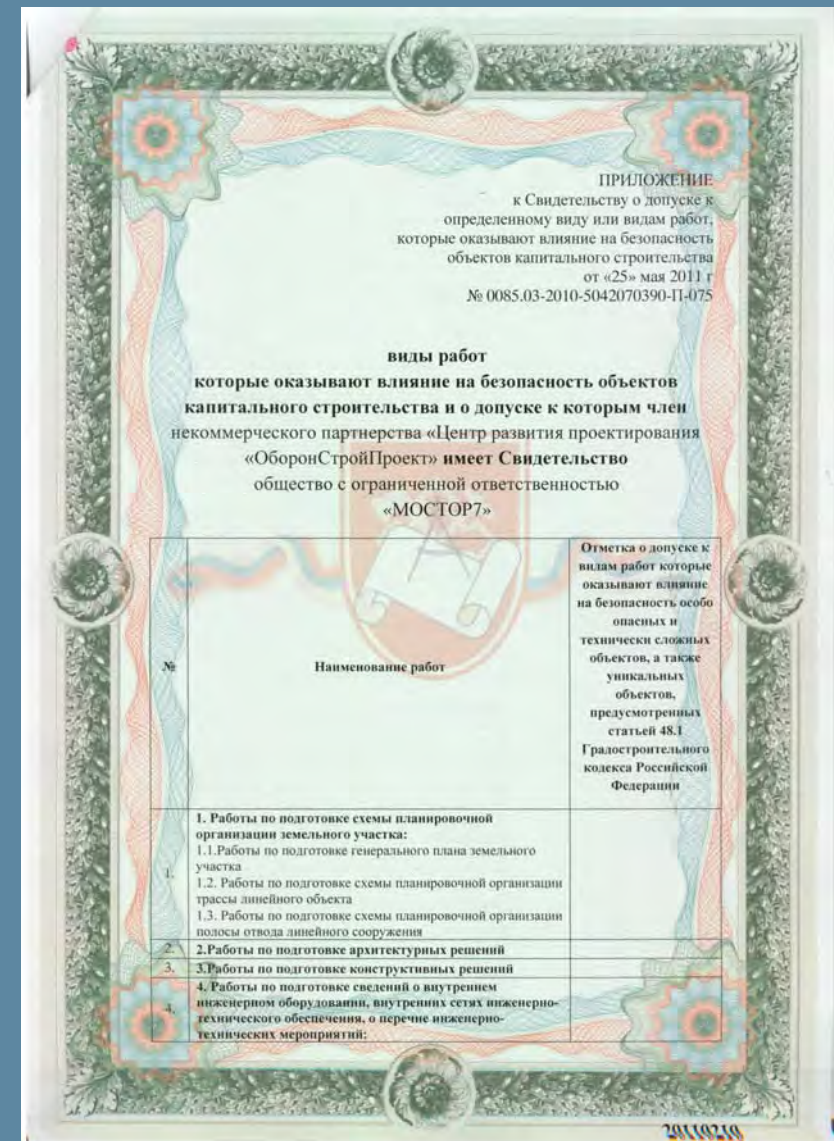 ПРИЛОЖЕНИЕ
к Свидетельству о допуске к
определенному виду или видам работ,
которые оказывают влияние на безопасность
объектов капитального строительства
от «25» мая 2011 г
№ 0085.03-2010-5042070390-П-075
виды работ
которые оказывают влияние на безопасность объектов
капитального строительства и о допуске к которым член
некоммерческого партнерства «Центр развития проектирования
«ОборонСтройПроект» имеет Свидетельство
общество с ограниченной ответственностью
«МОСТОР7»
№
Наименование работ
Отметка о допуске к
видам работ которые
оказывают влияние
на безопасность особо
опасных и
технически сложных
объектов, а также
уникальных
объектов,
предусмотренных
статьей 48.1
Градостроительного
кодекса Российской
Федерации
1.
1. Работы по подготовке схемы планировочной
организации земельного участка:
1.1.Работы по подготовке генерального плана земельного
участка
1.2. Работы по подготовке схемы планировочной организации
трассы линейного объекта
1.3. Работы по подготовке схемы планировочной организации
полосы отвода линейного сооружения
2. 2.Работы по подготовке архитектурных решений
3. 3.Работы по подготовке конструктивных решений
4.
4. Работы по подготовке сведений о внутреннем
инженерном оборудовании, внутренних сетях инженерно-
технического обеспечения, о перечне инженерно-
технических мероприятий: